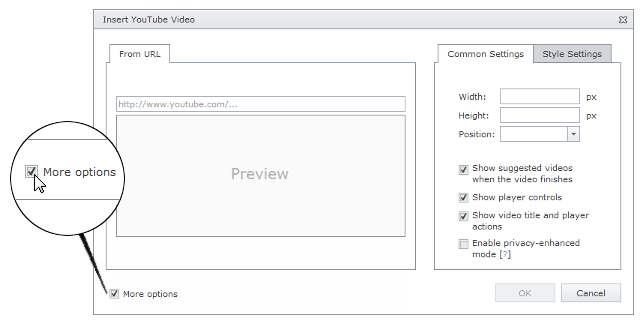 Insert YouTube Video
From URL
http://www.youtube.com/...
Preview
More options
More options
Common Settings
Style Settings
Width:
px
Height:
px
Position:
Show suggested videos
when the video finishes
Show player controls
Show video title and player
actions
Enable privacy-enhanced
mode [?]
OK
Cancel